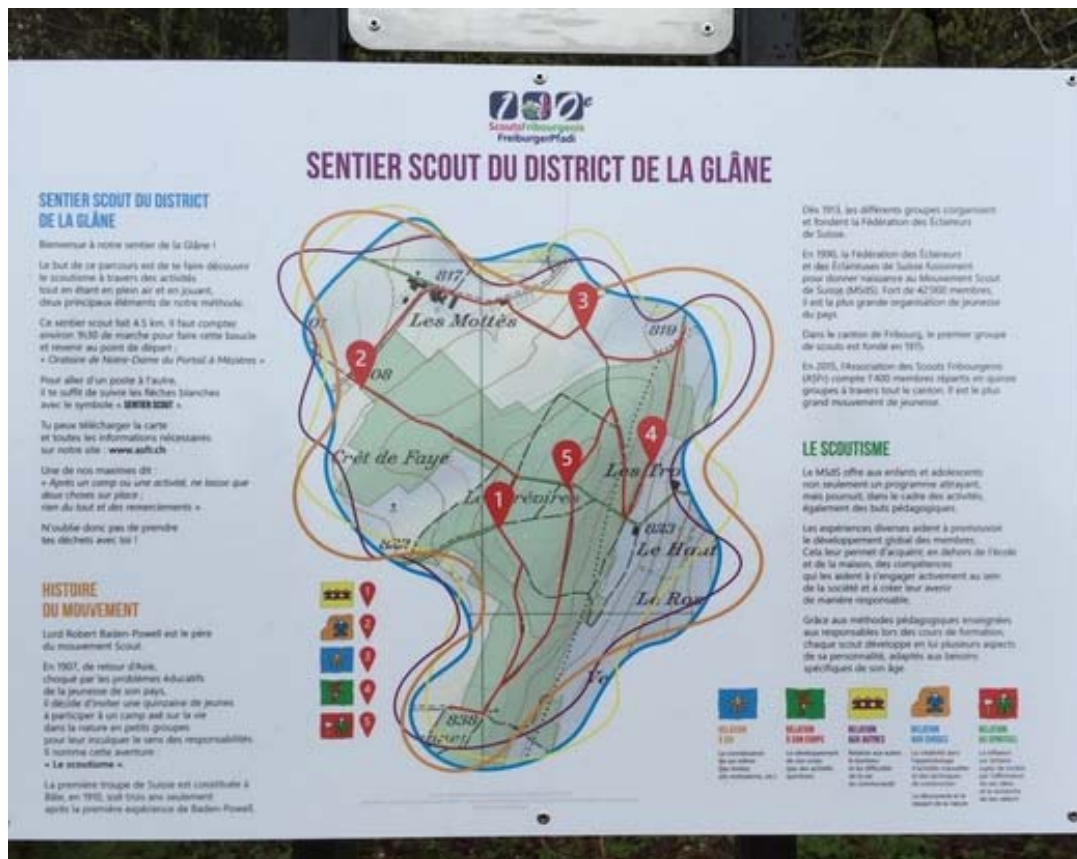 100e
ScoutsFribourgeois
FreiburgerPfadi
SENTIER SCOUT DU DISTRICT DE LA GLÂNE
SENTIER SCOUT DU DISTRICT
DE LA GLÂNE
Bienvenue à notre sentier de la Glâne !
Le but de ce parcours est de te faire découvrir
le scoutisme à travers des activités
tout en étant en plein air et en jouant,
deux principaux éléments de notre méthode.
Ce sentier scout fait 4.5 km. Il faut compter
environ 1h30 de marche pour faire cette boucle
et revenir au point de départ :
« Oratoire de Notre-Dame du Portail à Mézières »
Pour aller d'un poste à l'autre,
il te suffit de suivre les flèches blanches
avec le symbole « SENTIER SCOUT »
Tu peux télécharger la carte
et toutes les informations nécessaires
sur notre site : www.asfr.ch
Une de nos maximes dit :
« Après un camp ou une activité, ne laisse que
deux choses sur place ;
rien du tout et des remerciements »
N'oublie donc pas de prendre
tes déchets avec toi !
HISTOIRE
DU MOUVEMENT
Lord Robert Baden-Powell est le père
du mouvement Scout.
En 1907, de retour d'Asie,
choqué par les problèmes éducatifs
de la jeunesse de son pays,
il décide d'inviter une quinzaine de jeunes
à participer à un camp axé sur la vie
dans la nature en petits groupes
pour leur inculquer le sens des responsabilités.
Il nomme cette aventure
« Le scoutisme ».
La première troupe de Suisse est constituée à
Bâle, en 1910, soit trois ans seulement
après la première expérience de Baden-Powell.
817
Les Mottes
3
819
2
08
4
Crêt de Faye
5
Les Tro
1
823
Le Haut
Le Roz
838
1
2
3
4
5
Dès 1913, les différents groupes s'organisent
et fondent la Fédération des Éclaireurs
de Suisse.
En 1990, la Fédération des Éclaireurs
et des Éclaireuses de Suisse fusionnent
pour donner naissance au Mouvement Scout
de Suisse (MSdS). Fort de 42'000 membres,
il est la plus grande organisation de jeunesse
du pays.
Dans le canton de Fribourg, le premier groupe
de scouts est fondé en 1915.
En 2015, l'Association des Scouts Fribourgeois
(ASFr) compte 1'400 membres répartis en quinze
groupes à travers tout le canton. Il est le plus
grand mouvement de jeunesse.
LE SCOUTISME
Le MSdS offre aux enfants et adolescents
non seulement un programme attrayant,
mais poursuit, dans le cadre des activités,
également des buts pédagogiques.
Les expériences diverses aident à promouvoir
le développement global des membres.
Cela leur permet d'acquérir, en dehors de l'école
et de la maison, des compétences
qui les aident à s'engager activement au sein
de la société et à créer leur avenir
de manière responsable.
Grâce aux méthodes pédagogiques enseignées
aux responsables lors des cours de formation,
chaque scout développe en lui plusieurs aspects
de sa personnalité, adaptés aux besoins
spécifiques de son âge.
RELATION
À SOI
RELATION
À SON CORPS
RELATION
AUX AUTRES
RELATION
AUX CHOSES
RELATION
AU SPIRITUEL